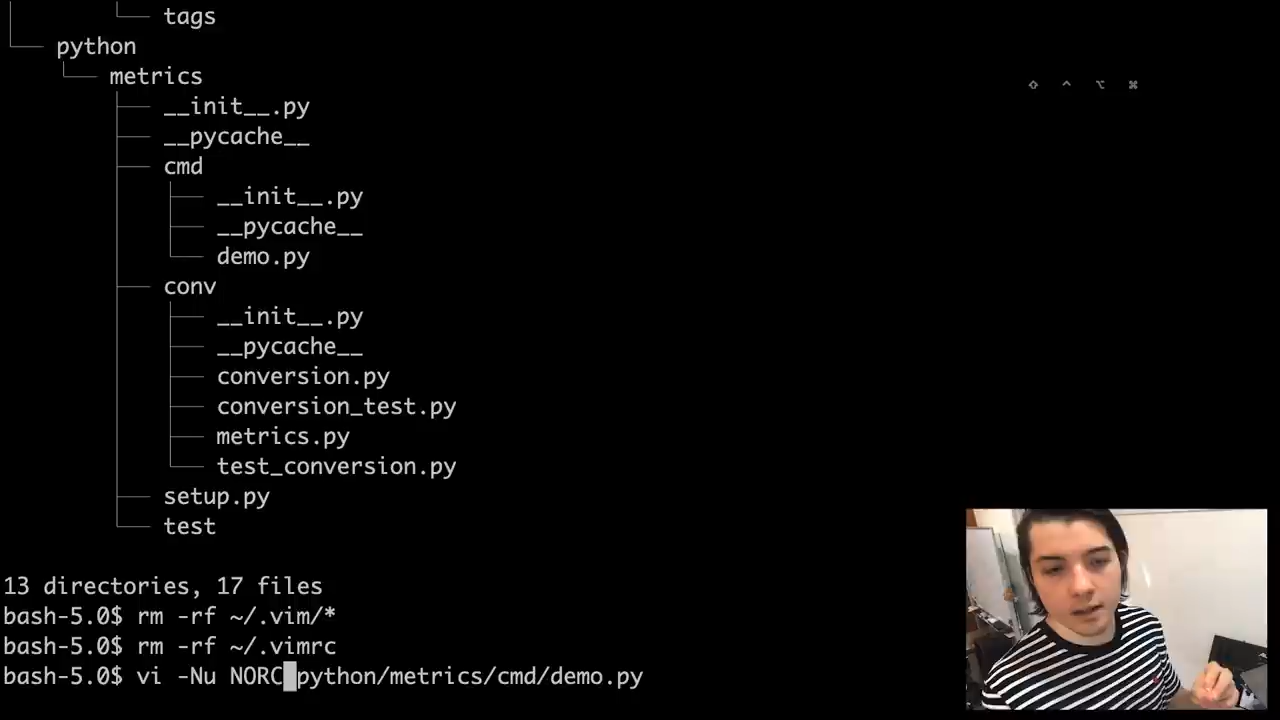 tags
python
metrics
__init__.py
__pycache__
cmd
__init__.py
__pycache__
demo.py
conv
__init__.py
__pycache__
conversion.py
conversion_test.py
metrics.py
test_conversion.py
setup.py
test
13 directories, 17 files
bash-5.0$ rm -rf ~/.vim/*
bash-5.0$ rm -rf ~/.vimrc
bash-5.0$ vi -Nu NORC python/metrics/cmd/demo.py
⇧ ^ ⌥ ⌘